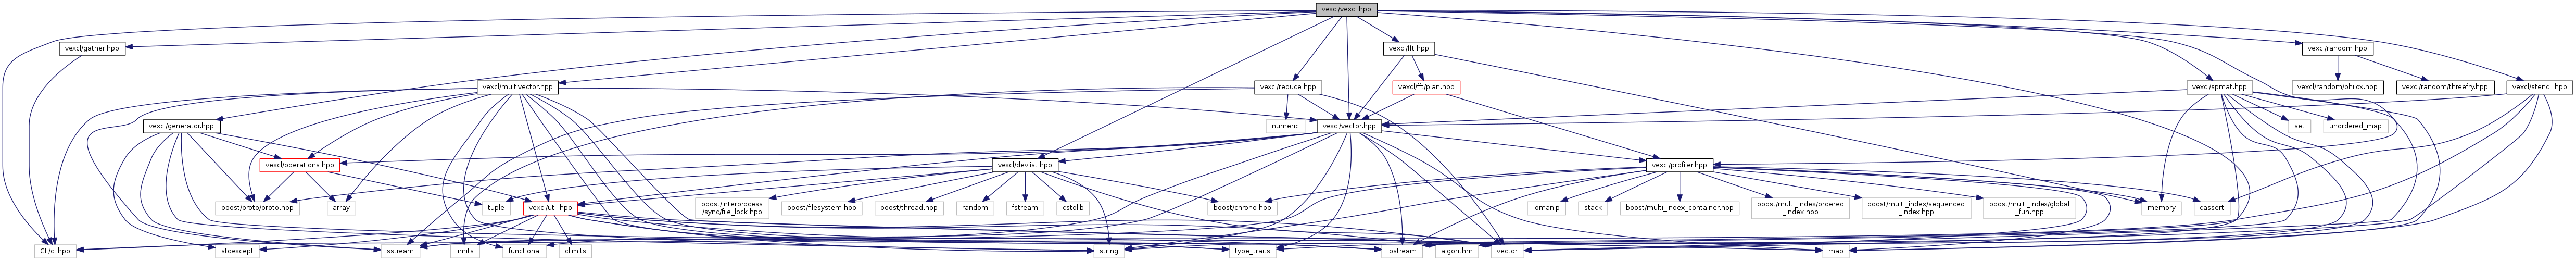 vexcl/vexcl.hpp
vexcl/gather.hpp
vexcl/fft.hpp
vexcl/random.hpp
vexcl/multivector.hpp
vexcl/reduce.hpp
vexcl/fft/plan.hpp
vexcl/spmat.hpp
vexcl/random/philox.hpp
vexcl/random/threefry.hpp
vexcl/stencil.hpp
vexcl/generator.hpp
numeric
vexcl/vector.hpp
set
unordered_map
vexcl/operations.hpp
vexcl/devlist.hpp
vexcl/profiler.hpp
boost/proto/proto.hpp
array
tuple
vexcl/util.hpp
boost/interprocess
/sync/file_lock.hpp
boost/filesystem.hpp
boost/thread.hpp
random
fstream
cstdlib
boost/chrono.hpp
iomanip
stack
boost/multi_index_container.hpp
boost/multi_index/ordered
_index.hpp
boost/multi_index/sequenced
_index.hpp
boost/multi_index/global
_fun.hpp
memory
cassert
CL/cl.hpp
stdexcept
sstream
limits
functional
climits
string
type_traits
iostream
algorithm
vector
map